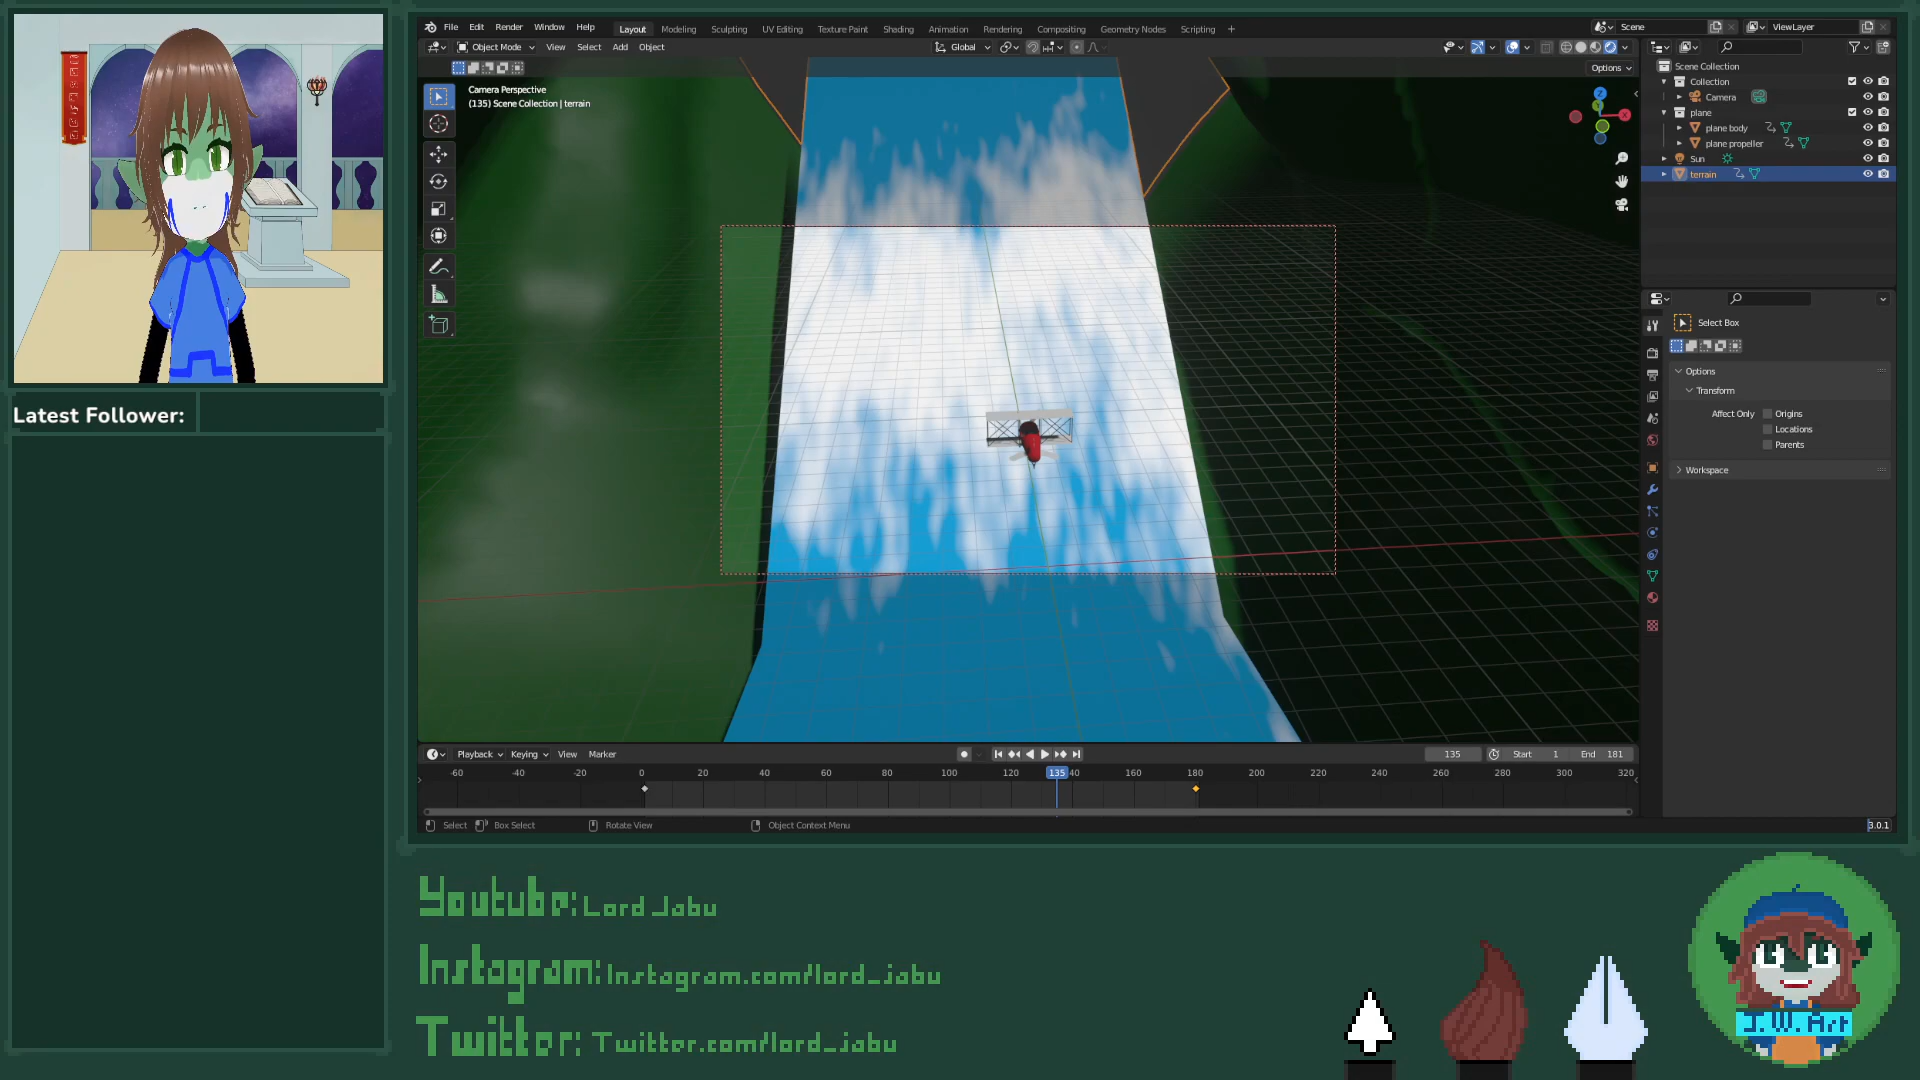 File Edit Render Window Help
Layout Modeling Sculpting UV Editing Texture Paint Shading Animation Rendering Compositing Geometry Nodes Scripting +
Scene
ViewLayer
Object Mode View Select Add Object
Global
Options
Camera Perspective
(135) Scene Collection | terrain
Scene Collection
Collection
Camera
plane
plane body
plane propeller
Sun
terrain
Select Box
Options
Transform
Affect Only Origins
Locations
Parents
Workspace
Latest Follower:
Playback Keying View Marker
135 Start 1 End 181
-60 -40 -20 0 20 40 60 80 100 120 135 40 160 180 200 220 240 260 280 300 320
Select Box Select Rotate View Object Context Menu
3.0.1
Youtube: Lord Jabu
Instagram: Instagram.com/lord_jabu
Twitter: Twitter.com/lord_jabu
J.W. Art